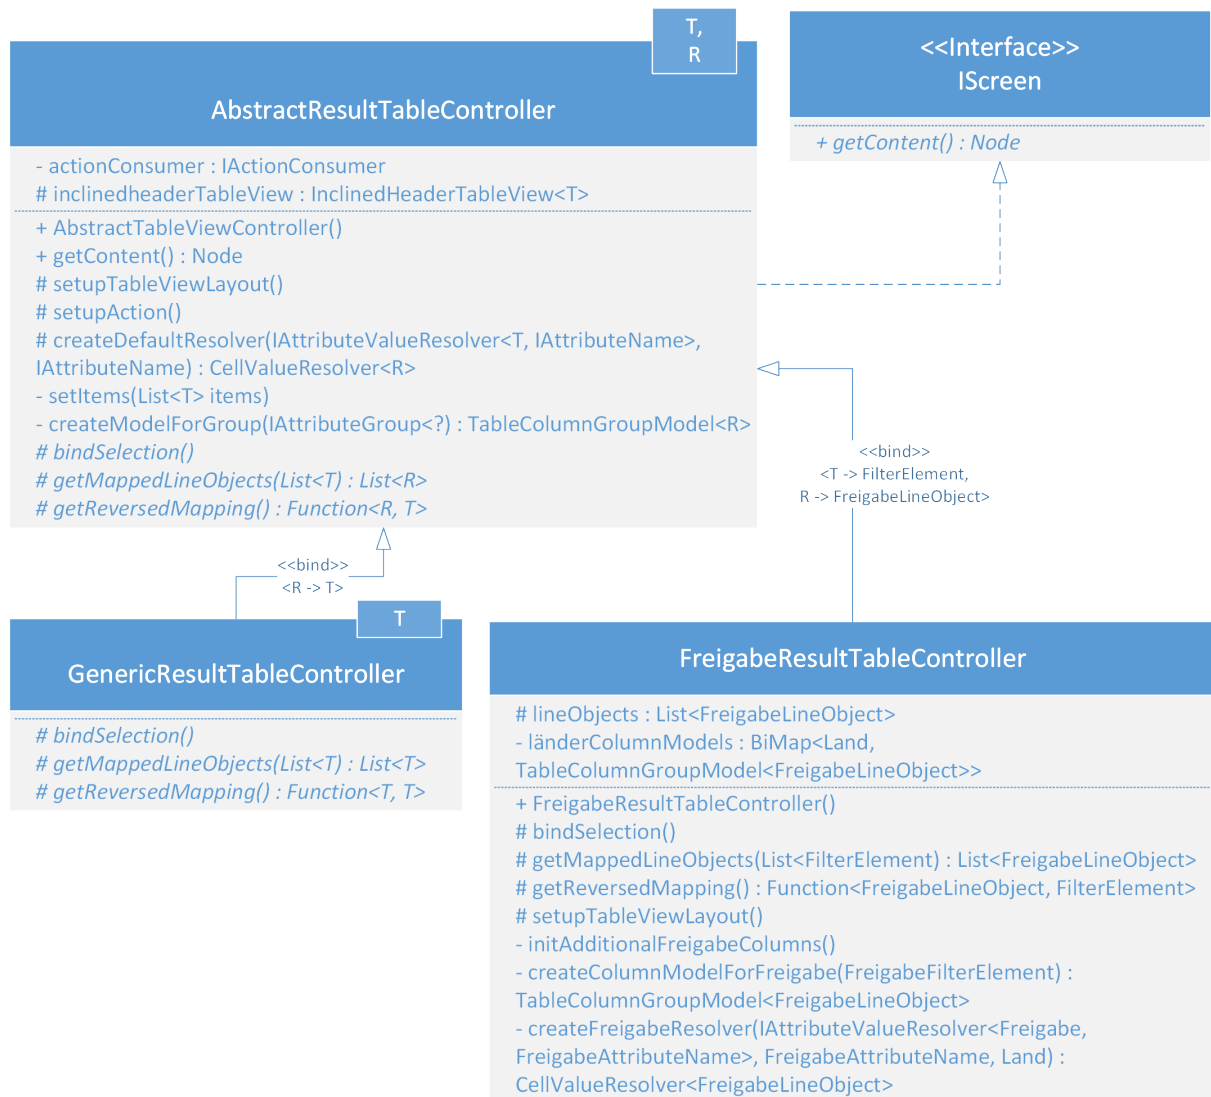 T,
R
AbstractResultTableController
- actionConsumer : IActionConsumer
# inclinedheaderTableView : InclinedHeaderTableView<T>
+ AbstractTableViewController()
+ getContent() : Node
# setupTableViewLayout()
# setupAction()
# createDefaultResolver(IAttributeValueResolver<T, IAttributeName>,
IAttributeName) : CellValueResolver<R>
- setItems(List<T> items)
- createModelForGroup(IAttributeGroup<?) : TableColumnGroupModel<R>
# bindSelection()
# getMappedLineObjects(List<T) : List<R>
# getReversedMapping() : Function<R, T>
<<Interface>>
IScreen
+ getContent() : Node
<<bind>>
<T -> FilterElement,
R -> FreigabeLineObject>
<<bind>>
<R -> T>
T
GenericResultTableController
# bindSelection()
# getMappedLineObjects(List<T) : List<T>
# getReversedMapping() : Function<T, T>
FreigabeResultTableController
# lineObjects : List<FreigabeLineObject>
- länderColumnModels : BiMap<Land,
TableColumnGroupModel<FreigabeLineObject>>
+ FreigabeResultTableController()
# bindSelection()
# getMappedLineObjects(List<FilterElement) : List<FreigabeLineObject>
# getReversedMapping() : Function<FreigabeLineObject, FilterElement>
# setupTableViewLayout()
- initAdditionalFreigabeColumns()
- createColumnModelForFreigabe(FreigabeFilterElement) :
TableColumnGroupModel<FreigabeLineObject>
- createFreigabeResolver(IAttributeValueResolver<Freigabe,
FreigabeAttributeName>, FreigabeAttributeName, Land) :
CellValueResolver<FreigabeLineObject>